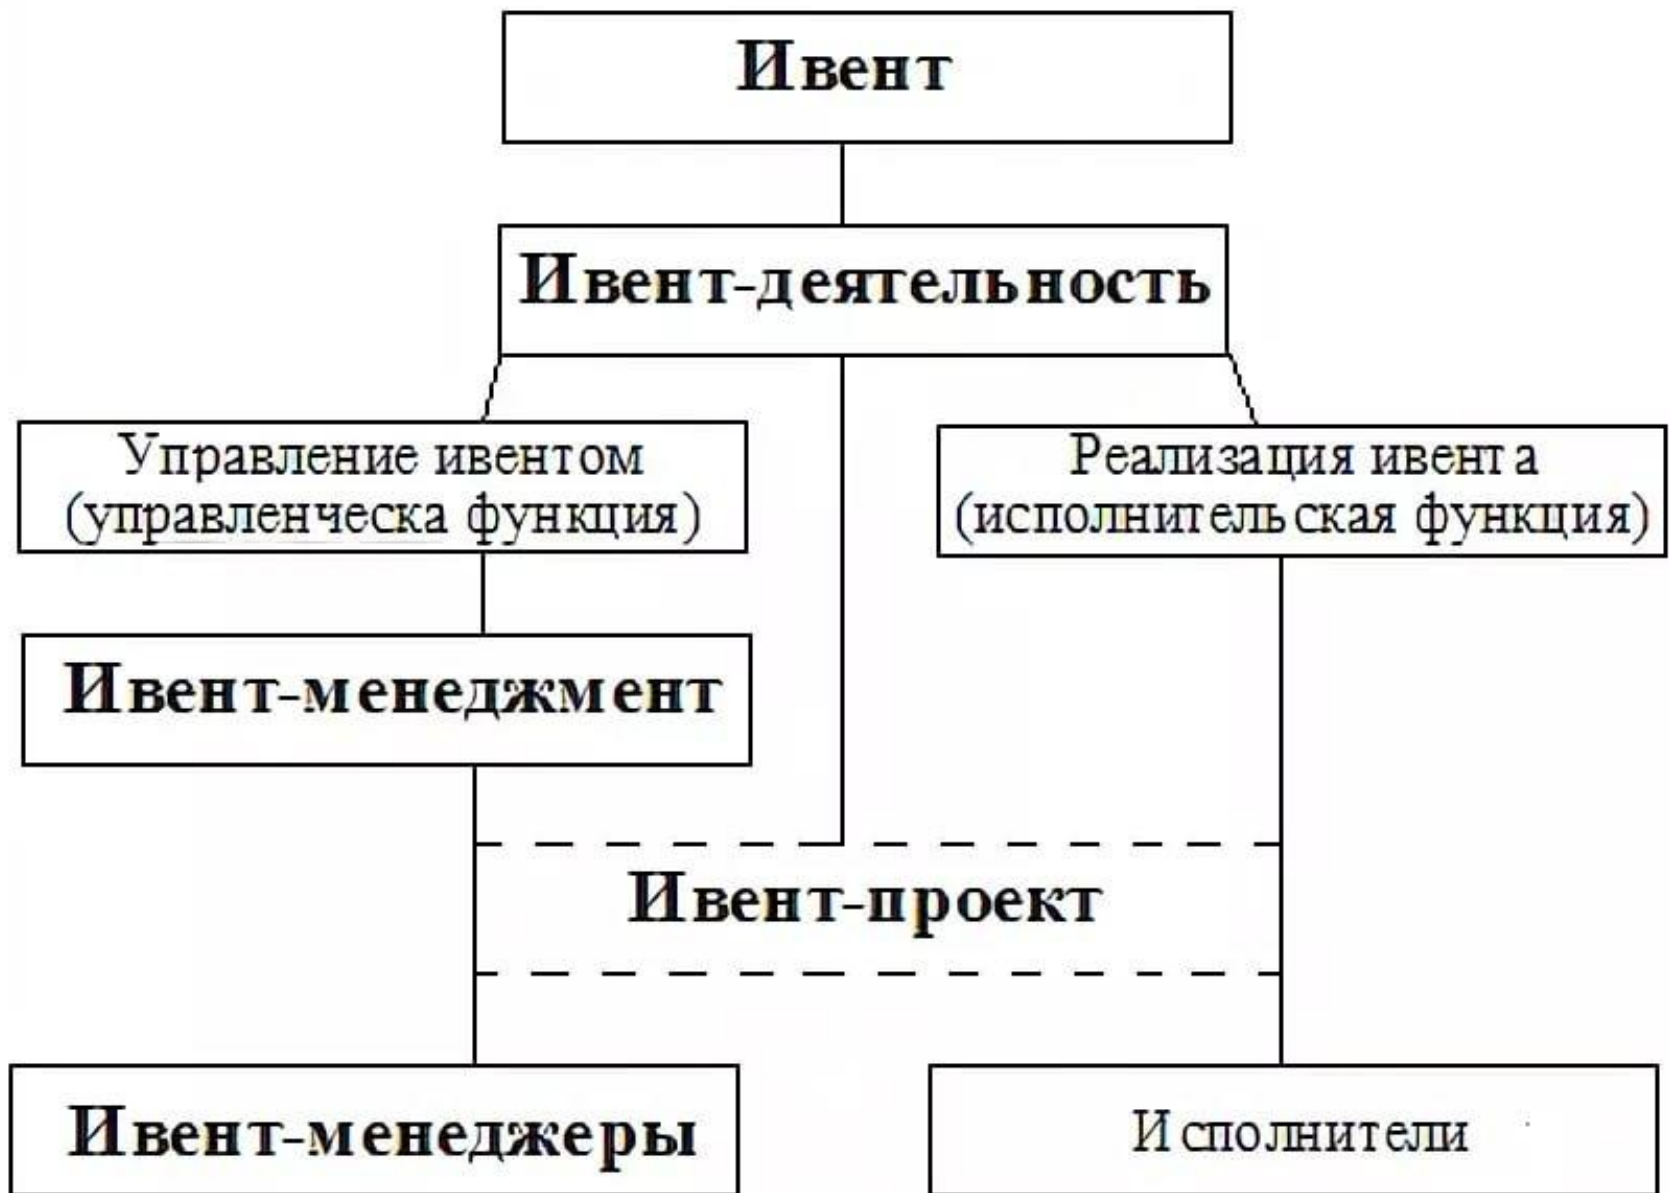 Ивент
Ивент-деятельность
Управление ивентом
(управленческа функция)
Реализация ивента
(исполнительская функция)
Ивент-менеджмент
Ивент-проект
Ивент-менеджеры
Исполнители